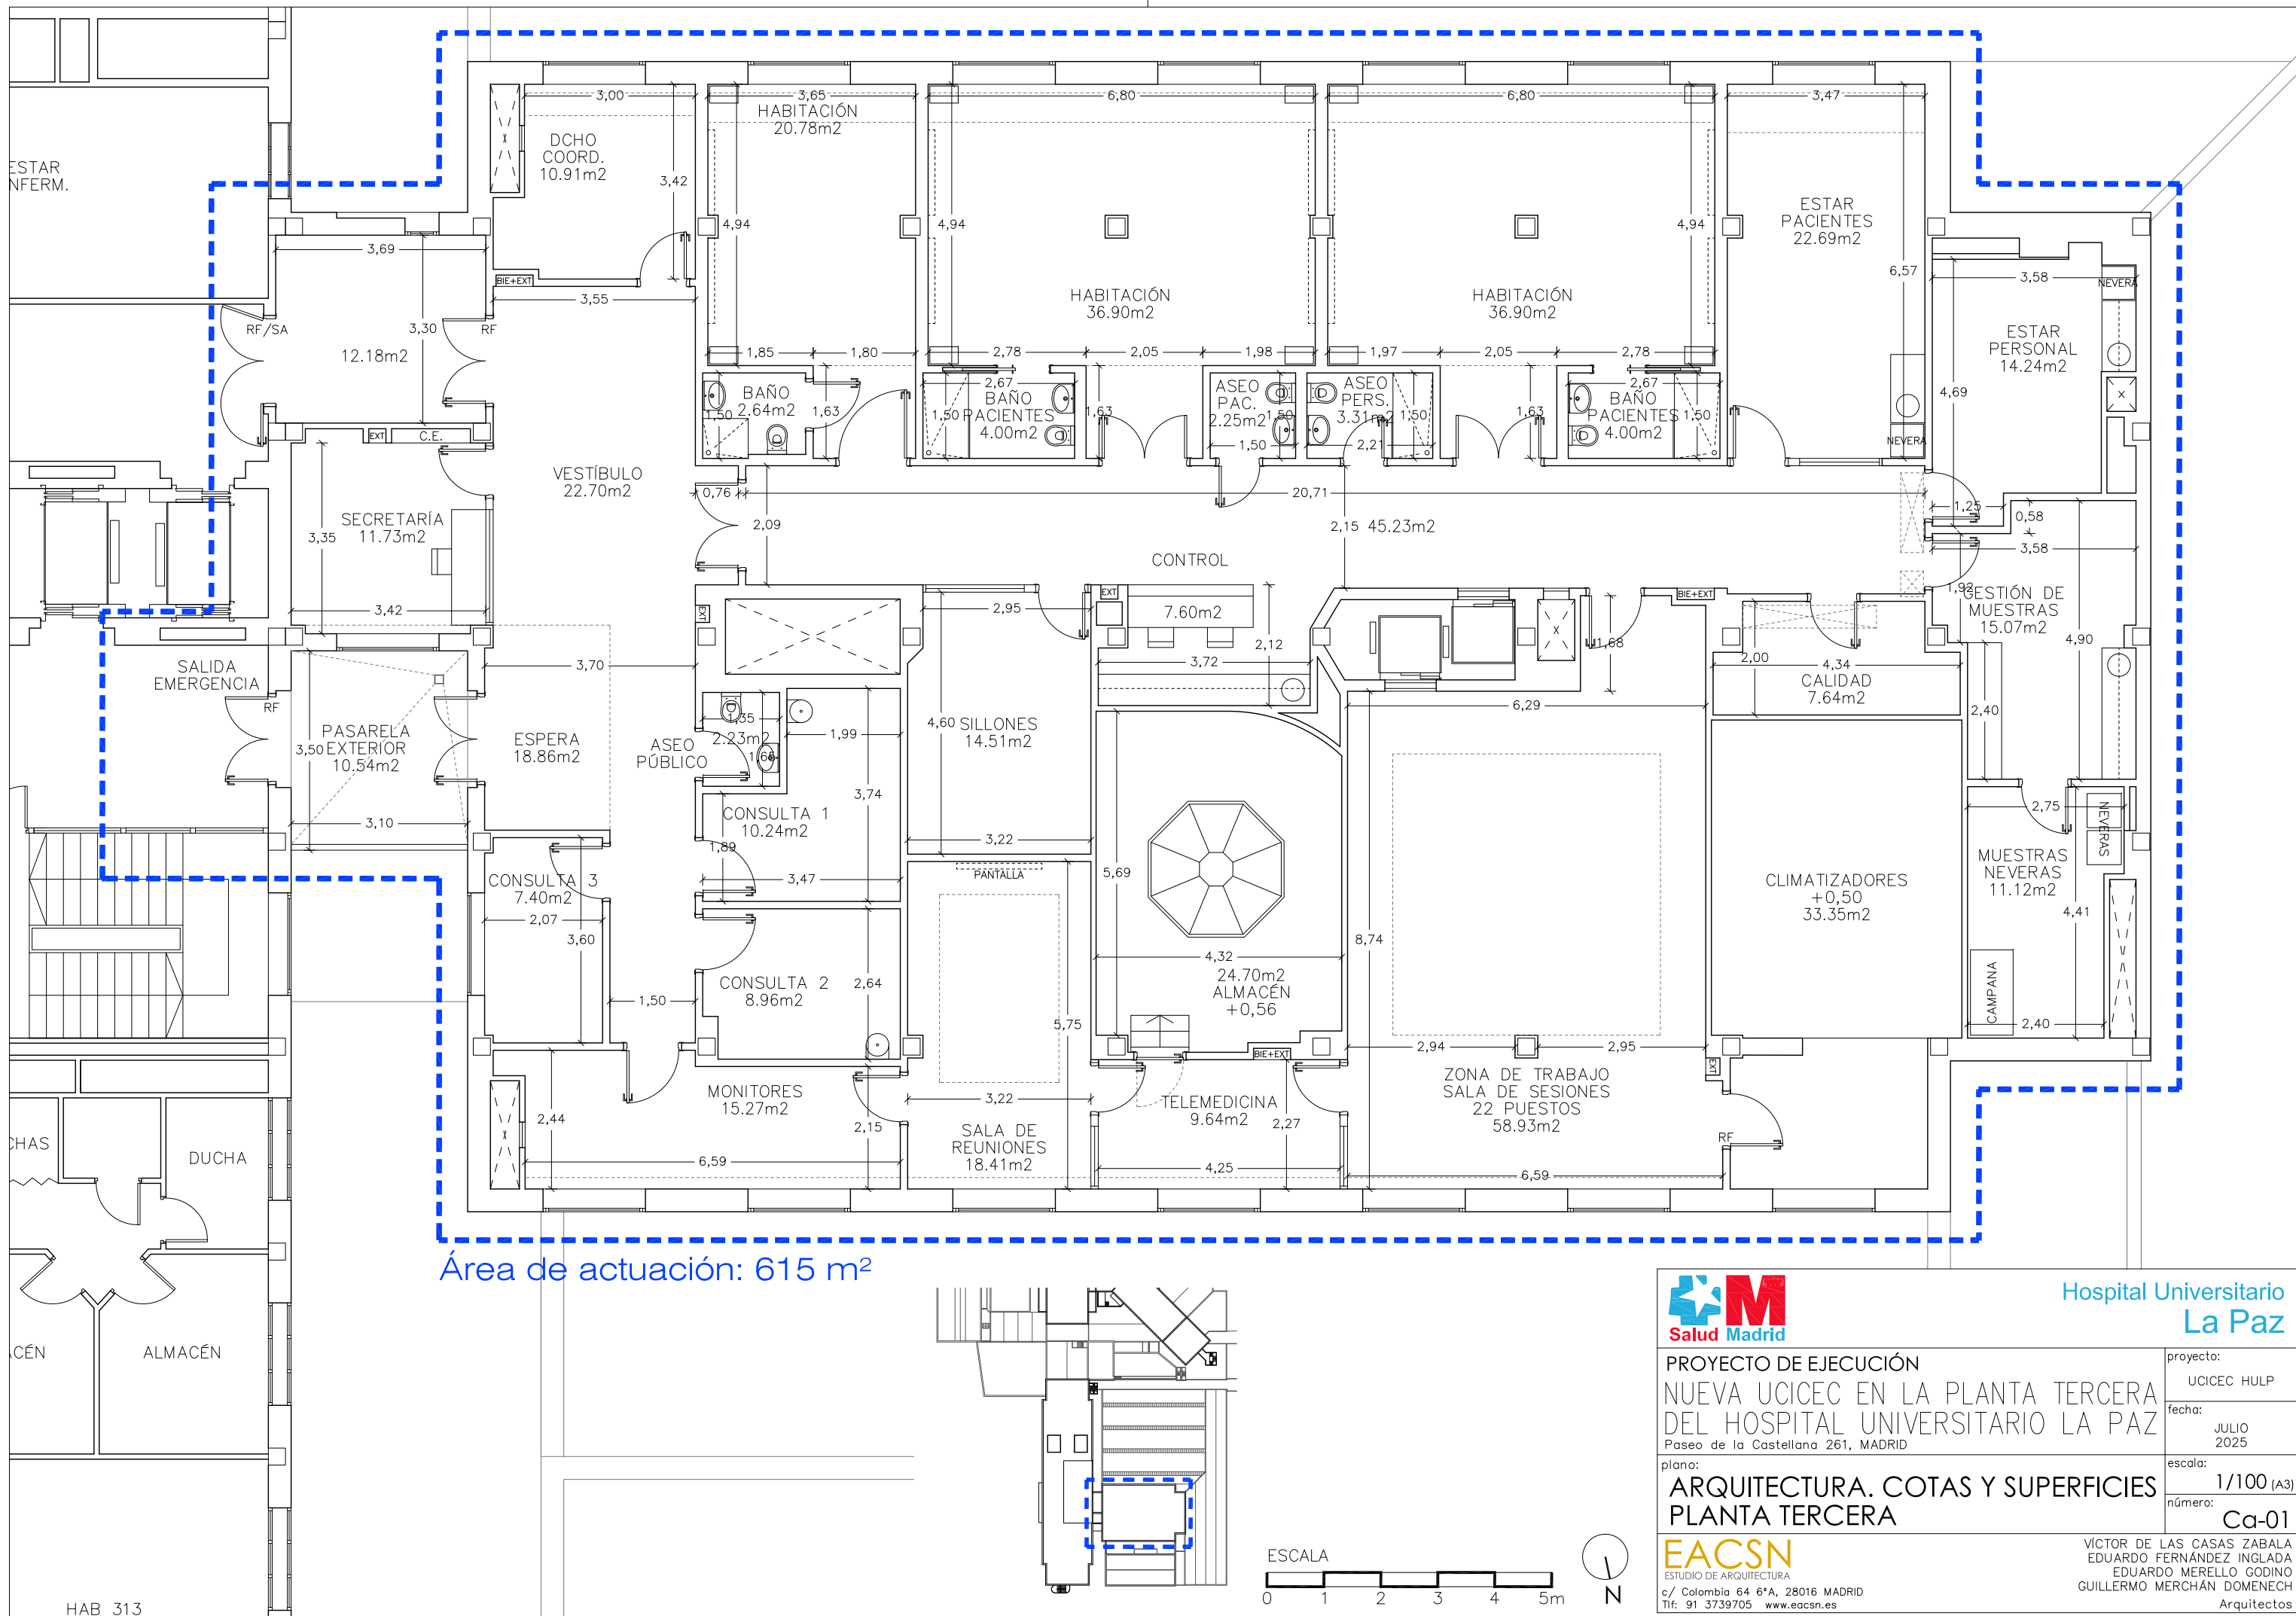 ESTAR
NFERM.
3,00
3,65
6,80
6,80
3,47
HABITACIÓN
20.78m2
DCHO
COORD.
10.91m2
3,42
4,94
4,94
4,94
ESTAR
PACIENTES
22.69m2
6,57
3,69
BIE+EXT
3,55
HABITACIÓN
36.90m2
HABITACIÓN
36.90m2
3,58
NEVERA
RF/SA
3,30
RF
12.18m2
ESTAR
PERSONAL
14.24m2
4,69
X
1,85
1,80
2,78
2,05
1,98
1,97
2,05
2,78
BAÑO
2.64m2
1,50
1,63
2,67
BAÑO
PACIENTES
4.00m2
1,50
1,63
ASEO
PAC.
2.25m2
1,50
1,50
ASEO
PERS.
3.31m2
1,50
2,21
1,63
2,67
BAÑO
PACIENTES
4.00m2
1,50
NEVERA
EXT
C.E.
VESTÍBULO
22.70m2
0,76
20,71
2,09
2,15
45.23m2
1,25
0,58
3,58
SECRETARÍA
11.73m2
3,35
3,42
CONTROL
7.60m2
EXT
EXT
2,95
2,12
3,72
X
1,68
BIE+EXT
1,92
GESTIÓN DE
MUESTRAS
15.07m2
4,90
2,00
4,34
CALIDAD
7.64m2
2,40
SALIDA
EMERGENCIA
RF
3,70
PASARELA
EXTERIOR
10.54m2
3,50
3,10
ESPERA
18.86m2
ASEO
PÚBLICO
1,35
2.23m2
1,65
1,99
3,74
4,60
SILLONES
14.51m2
3,22
6,29
CONSULTA 1
10.24m2
1,89
3,47
2,75
NEVERAS
CONSULTA 3
7.40m2
2,07
3,60
PANTALLA
5,69
MUESTRAS
NEVERAS
11.12m2
4,41
CLIMATIZADORES
+0,50
33.35m2
8,74
4,32
24.70m2
ALMACÉN
+0,56
CONSULTA 2
8.96m2
2,64
1,50
5,75
CAMPANA
2,40
BIE+EXT
2,94
2,95
EXT
MONITORES
15.27m2
2,44
2,15
6,59
3,22
SALA DE
REUNIONES
18.41m2
TELEMEDICINA
9.64m2
2,27
4,25
ZONA DE TRABAJO
SALA DE SESIONES
22 PUESTOS
58.93m2
RF
6,59
CHAS
DUCHA
Área de actuación: 615 m²
ACÉN
ALMACÉN
HAB 313
ESCALA
0 1 2 3 4 5m
N
Salud Madrid
Hospital Universitario
La Paz
PROYECTO DE EJECUCIÓN
NUEVA UCICEC EN LA PLANTA TERCERA
DEL HOSPITAL UNIVERSITARIO LA PAZ
Paseo de la Castellana 261, MADRID
proyecto:
UCICEC HULP
fecha:
JULIO
2025
plano:
ARQUITECTURA. COTAS Y SUPERFICIES
PLANTA TERCERA
escala:
1/100 (A3)
número:
Ca-01
EACSN
ESTUDIO DE ARQUITECTURA
c/ Colombia 64 6ºA, 28016 MADRID
Tlf: 91 3739705 www.eacsn.es
VÍCTOR DE LAS CASAS ZABALA
EDUARDO FERNÁNDEZ INGLADA
EDUARDO MERELLO GODINO
GUILLERMO MERCHÁN DOMENECH
Arquitectos